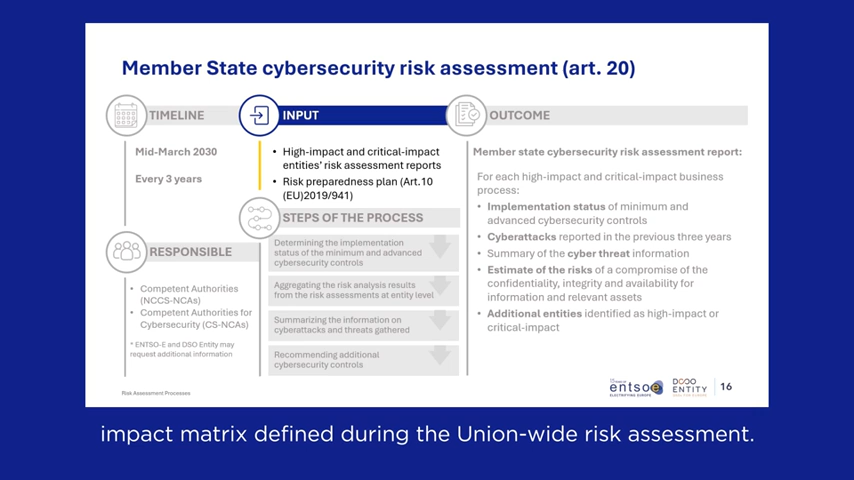 Member State cybersecurity risk assessment (art. 20)
TIMELINE
Mid-March 2030
Every 3 years
RESPONSIBLE
• Competent Authorities
(NCCS-NCAs)
• Competent Authorities for
Cybersecurity (CS-NCAs)
* ENTSO-E and DSO Entity may
request additional information
INPUT
• High-impact and critical-impact
entities' risk assessment reports
• Risk preparedness plan (Art.10
(EU)2019/941)
STEPS OF THE PROCESS
Determining the implementation
status of the minimum and advanced
cybersecurity controls
Aggregating the risk analysis results
from the risk assessments at entity level
Summarizing the information on
cyberattacks and threats gathered
Recommending additional
cybersecurity controls
OUTCOME
Member state cybersecurity risk assessment report:
For each high-impact and critical-impact business
process:
• Implementation status of minimum and
advanced cybersecurity controls
• Cyberattacks reported in the previous three years
• Summary of the cyber threat information
• Estimate of the risks of a compromise of the
confidentiality, integrity and availability for
information and relevant assets
• Additional entities identified as high-impact or
critical-impact
Risk Assessment Processes
entsoe
ELECTRIFYING EUROPE
DSO ENTITY
16
impact matrix defined during the Union-wide risk assessment.